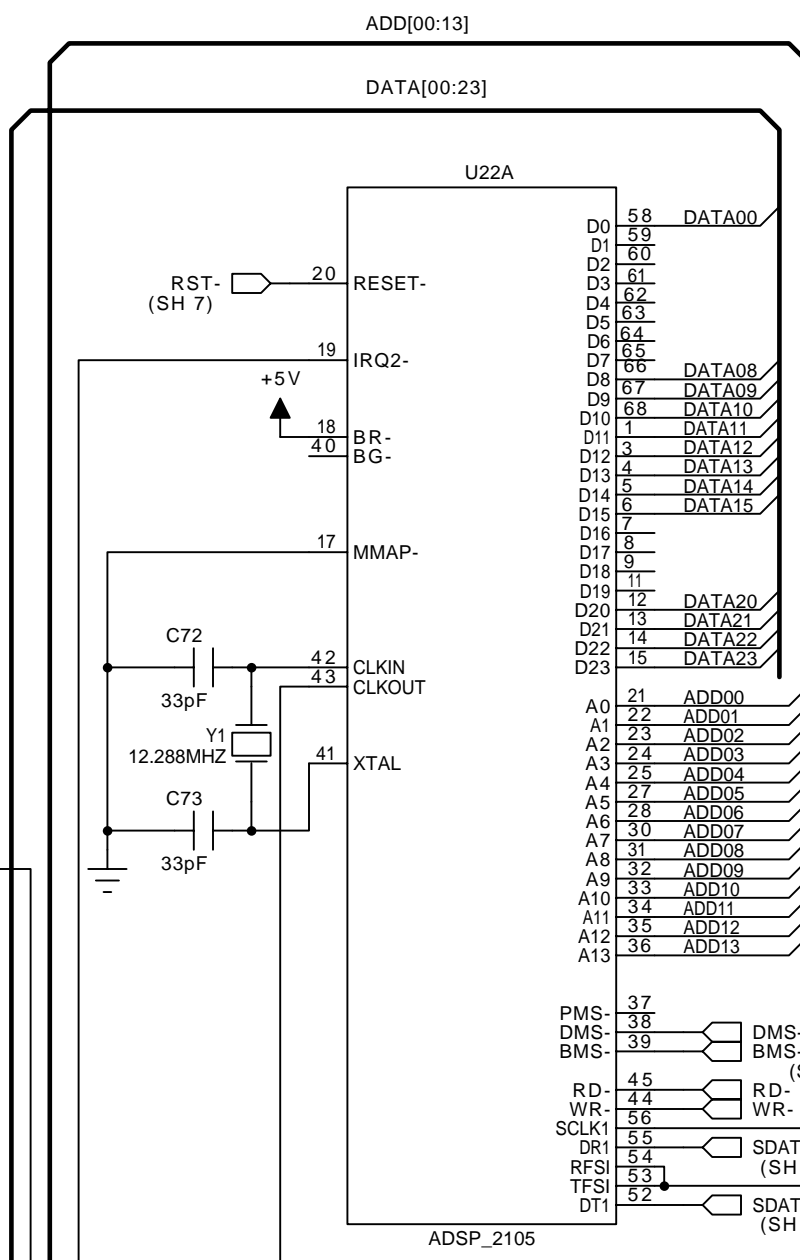 ADD[00:13]
DATA[00:23]
U22A
RST-
(SH 7)
20 RESET-
19 IRQ2-
+5V
18 BR-
40 BG-
17 MMAP-
C72
33pF
42 CLKIN
43 CLKOUT
Y1
12.288MHZ
41 XTAL
C73
33pF
D0 58 DATA00
D1 59
D2 60
D3 61
D4 62
D5 63
D6 64
D7 65
D8 66 DATA08
D9 67 DATA09
D10 68 DATA10
D11 1 DATA11
D12 3 DATA12
D13 4 DATA13
D14 5 DATA14
D15 6 DATA15
D16 7
D17 8
D18 9
D19 11
D20 12 DATA20
D21 13 DATA21
D22 14 DATA22
D23 15 DATA23
A0 21 ADD00
A1 22 ADD01
A2 23 ADD02
A3 24 ADD03
A4 25 ADD04
A5 27 ADD05
A6 28 ADD06
A7 30 ADD07
A8 31 ADD08
A9 32 ADD09
A10 33 ADD10
A11 34 ADD11
A12 35 ADD12
A13 36 ADD13
PMS- 37
DMS- 38 DMS-
BMS- 39 BMS-
(S
RD- 45 RD-
WR- 44 WR-
SCLK1 56
DR1 55 SDAT
(SH
RFSI 54
TFSI 53
DT1 52 SDAT
(SH
ADSP_2105